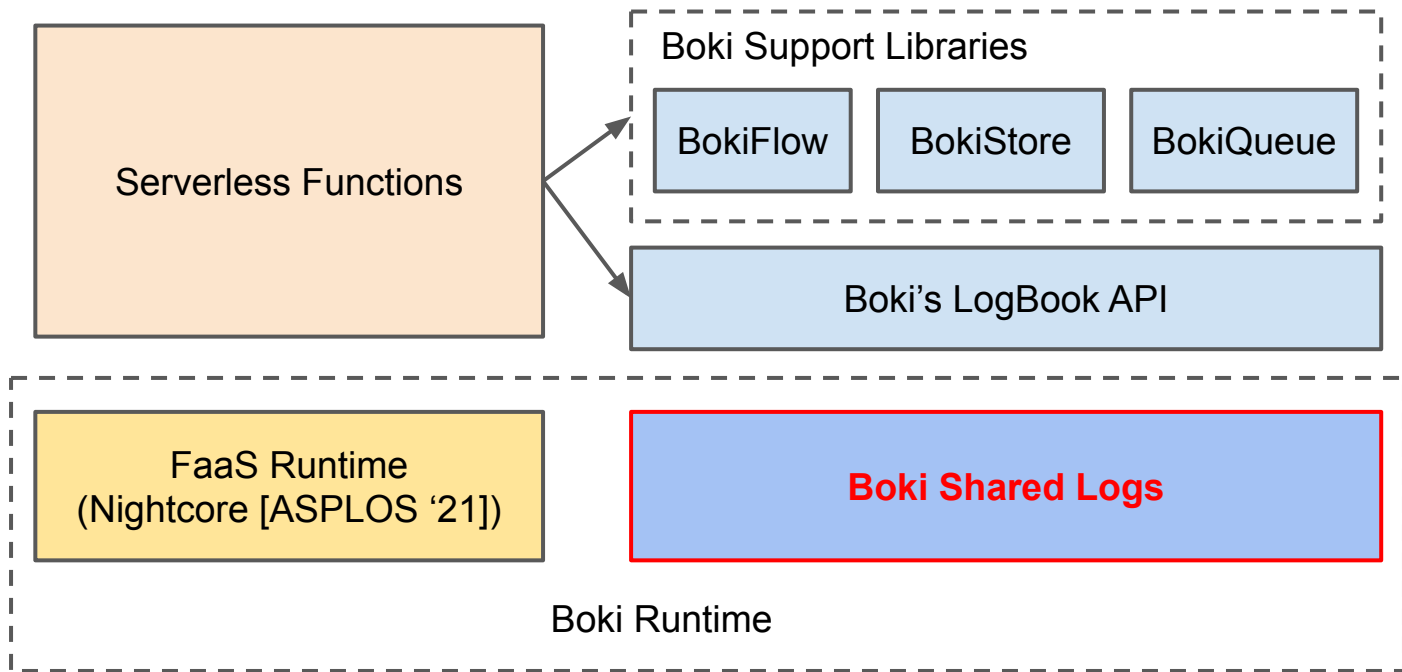 Serverless Functions
Boki Support Libraries
BokiFlow
BokiStore
BokiQueue
Boki’s LogBook API
FaaS Runtime
(Nightcore [ASPLOS ‘21])
Boki Shared Logs
Boki Runtime